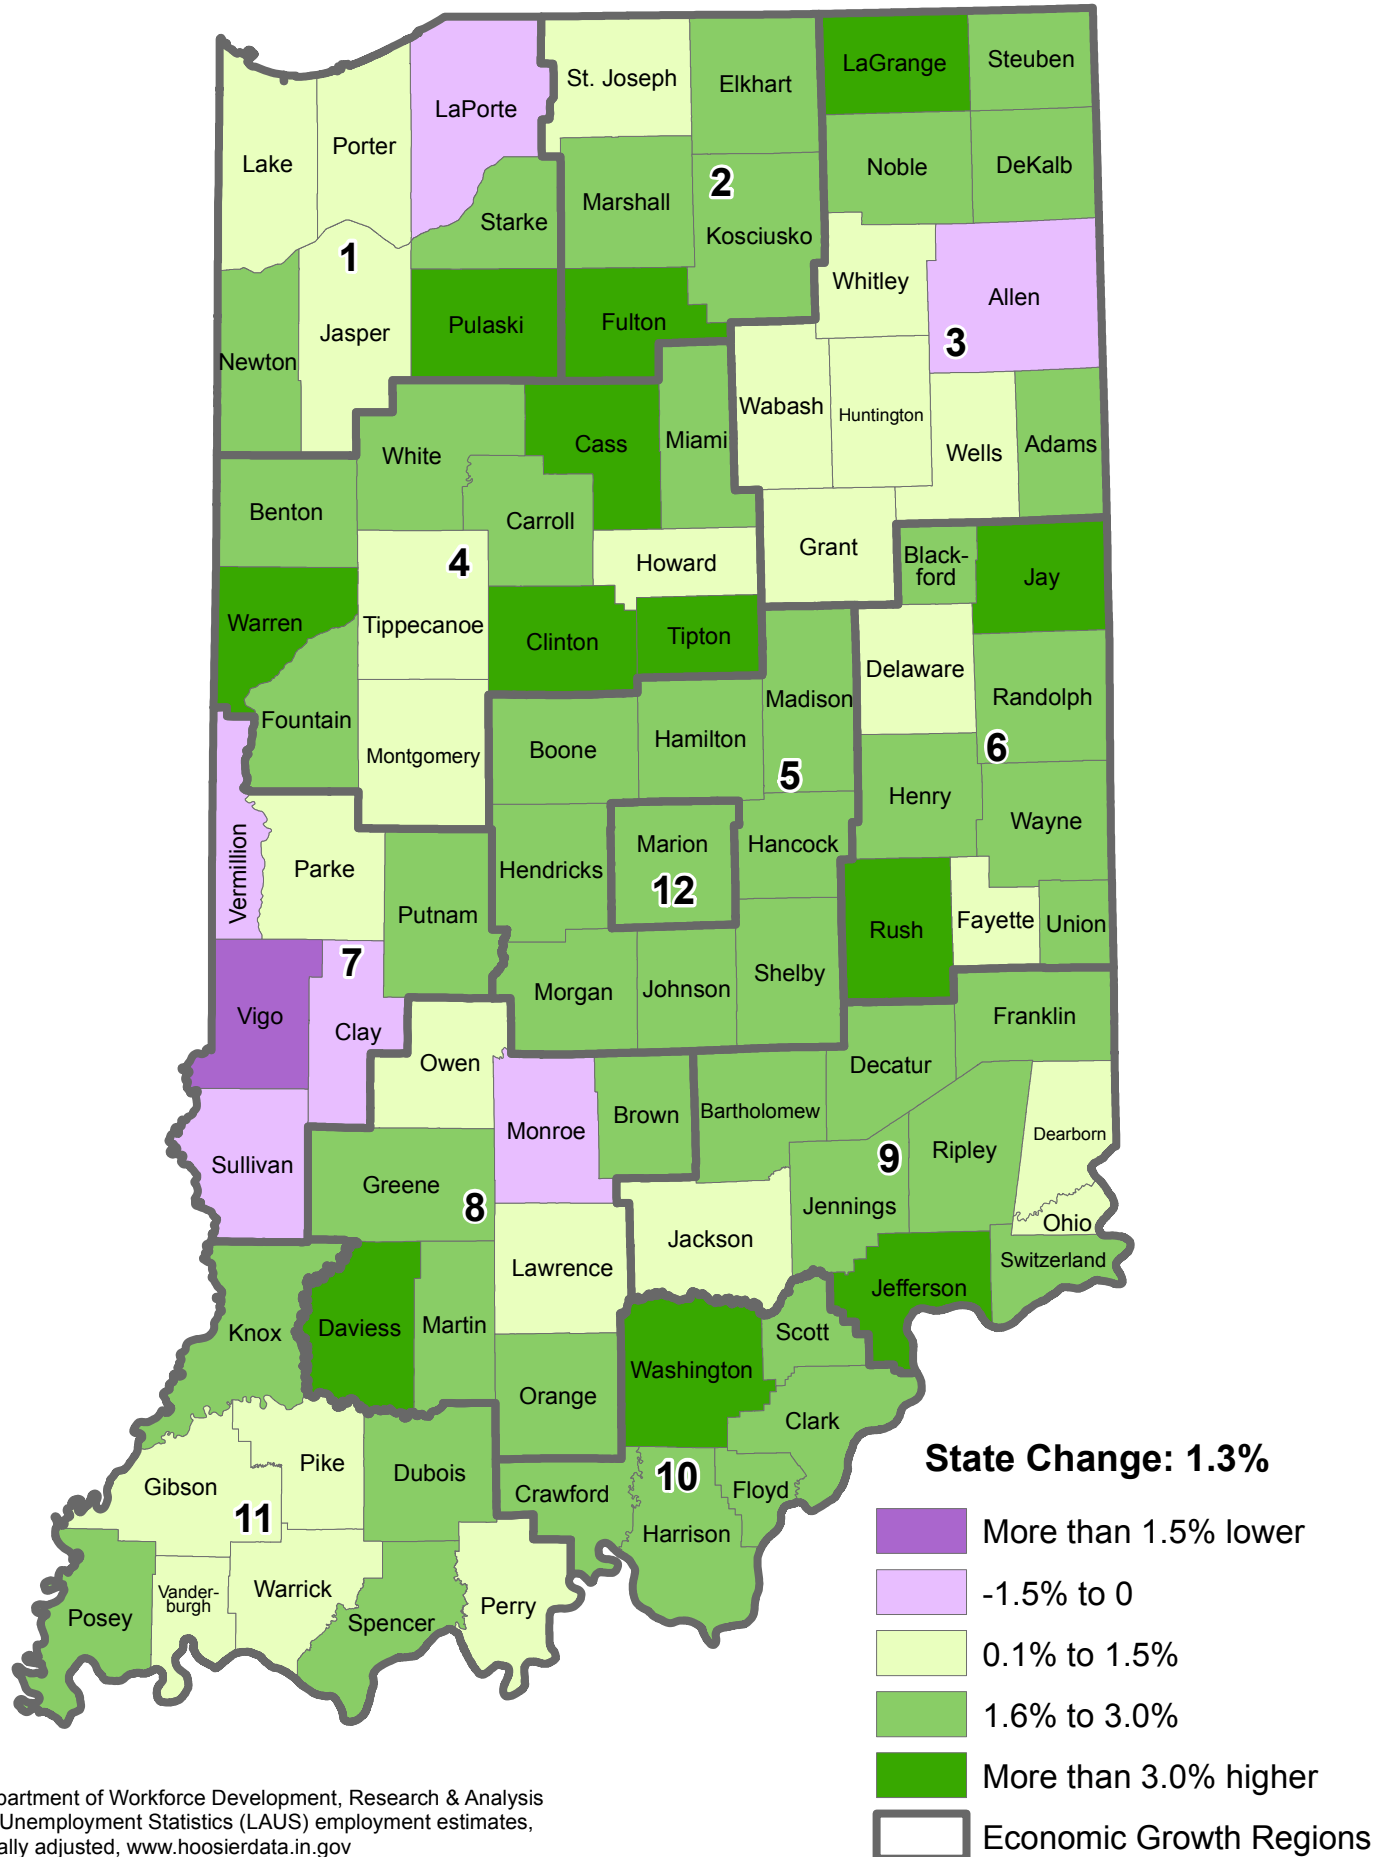 LaGrange
Steuben
St. Joseph
Elkhart
LaPorte
Porter
Lake
Noble
DeKalb
2
Marshall
Starke
Kosciusko
1
Whitley
Allen
Pulaski
Fulton
Jasper
3
Newton
Wabash
Huntington
Cass
Miami
White
Wells
Adams
Benton
Carroll
Grant
4
Howard
Black-
ford
Jay
Warren
Tippecanoe
Clinton
Tipton
Delaware
Madison
Randolph
Fountain
Hamilton
Boone
Montgomery
6
5
Henry
Wayne
Marion
Hancock
Hendricks
Parke
Vermillion
12
Putnam
Rush
Fayette
Union
7
Shelby
Morgan
Johnson
Vigo
Clay
Franklin
Owen
Decatur
Bartholomew
Brown
Monroe
Dearborn
Ripley
9
Sullivan
Greene
8
Jennings
Ohio
Jackson
Lawrence
Switzerland
Jefferson
Knox
Daviess
Martin
Scott
Washington
Orange
Clark
State Change: 1.3%
Pike
Dubois
10
Gibson
Crawford
Floyd
11
Harrison
More than 1.5% lower
Warrick
Vander-
burgh
-1.5% to 0
Posey
Spencer
Perry
0.1% to 1.5%
1.6% to 3.0%
More than 3.0% higher
Economic Growth Regions
partment of Workforce Development, Research & Analysis
Unemployment Statistics (LAUS) employment estimates,
ally adjusted, www.hoosierdata.in.gov